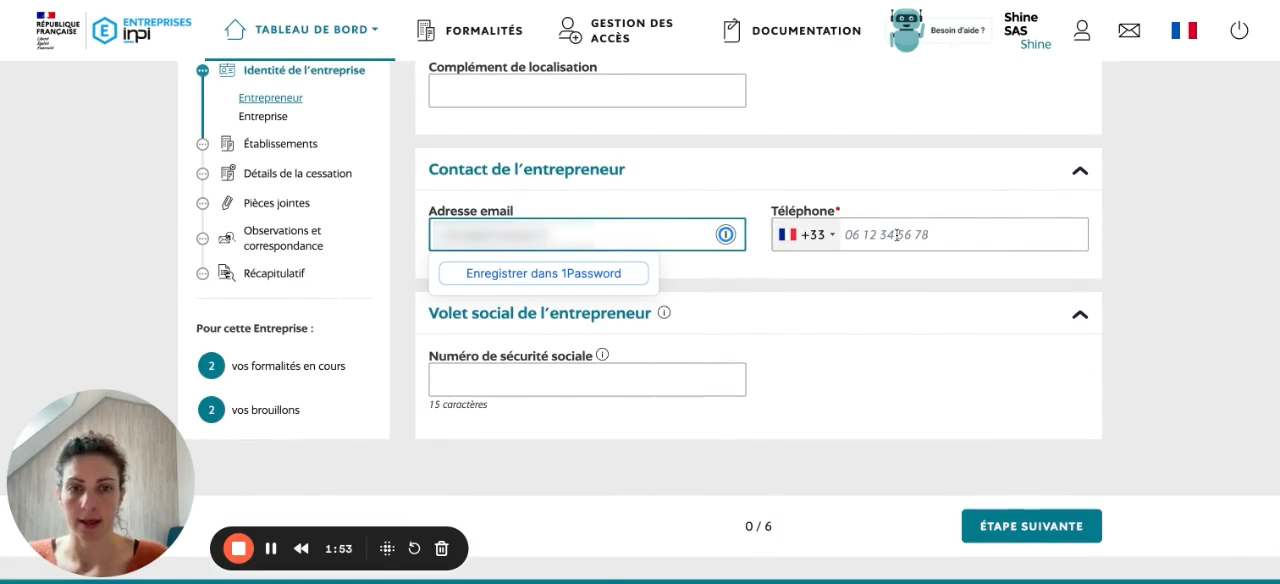 RÉPUBLIQUE
FRANÇAISE
ENTREPRISES
inpi
TABLEAU DE BORD
FORMALITÉS
GESTION DES
ACCÈS
DOCUMENTATION
Besoin d'aide ?
Shine
SAS
Shine
Identité de l'entreprise
Entrepreneur
Entreprise
Établissements
Détails de la cessation
Pièces jointes
Observations et
correspondance
Récapitulatif
Pour cette Entreprise :
2 vos formalités en cours
2 vos brouillons
Complément de localisation
Contact de l'entrepreneur
Adresse email
Téléphone*
+33 06 12 34 56 78
Enregistrer dans 1Password
Volet social de l'entrepreneur
Numéro de sécurité sociale
15 caractères
0 / 6
ÉTAPE SUIVANTE
1:53